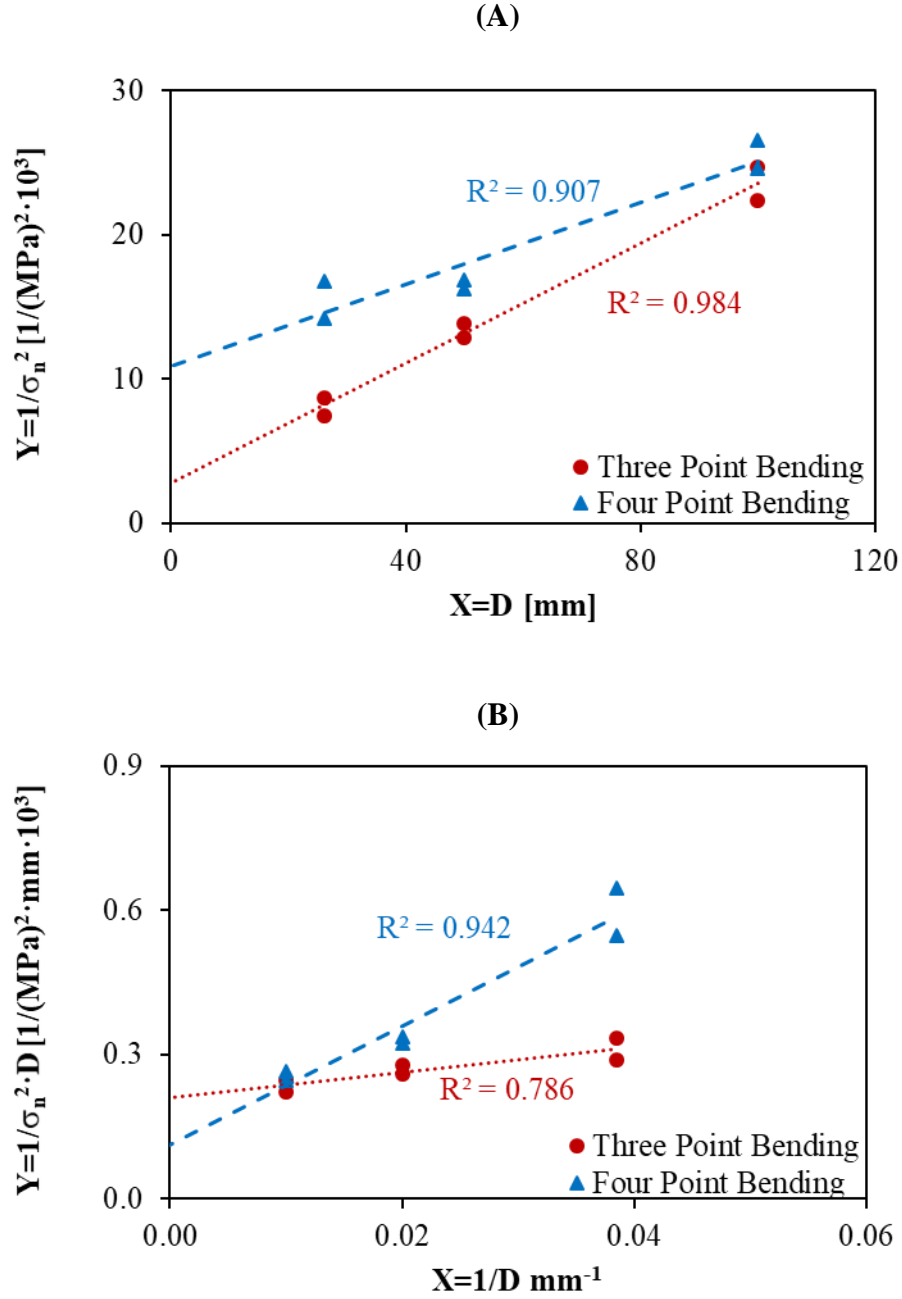 (A)
Y=1/σₙ² [1/(MPa)²·10³]
30
20
10
0
R² = 0.907
R² = 0.984
Three Point Bending
Four Point Bending
0
40
80
120
X=D [mm]
(B)
Y=1/σₙ²·D [1/(MPa)²·mm·10³]
0.9
0.6
0.3
0.0
R² = 0.942
R² = 0.786
Three Point Bending
Four Point Bending
0.00
0.02
0.04
0.06
X=1/D mm⁻¹